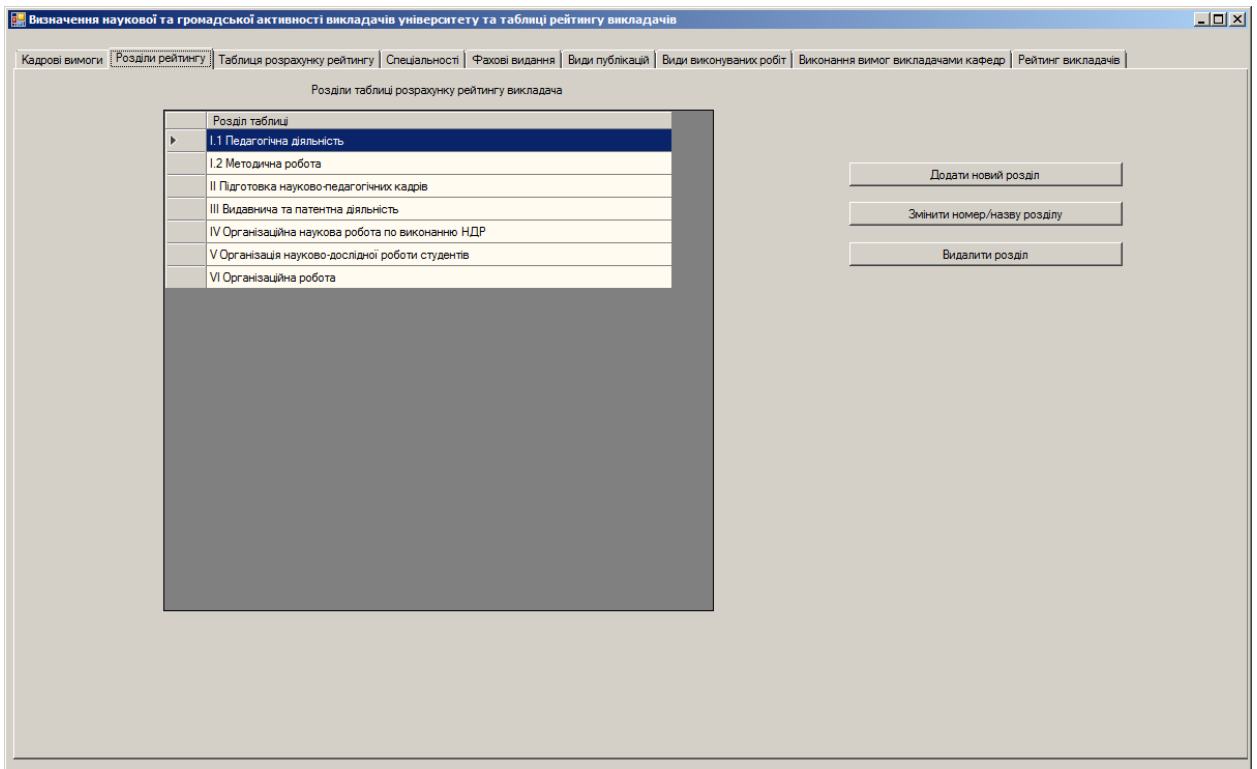 Визначення наукової та громадської активності викладачів університету та таблиці рейтингу викладачів
Кадрові вимоги Розділи рейтингу Таблиця розрахунку рейтингу Спеціальності Фахові видання Види публікацій Види виконуваних робіт Виконання вимог викладачами кафедр Рейтинг викладачів
Розділи таблиці розрахунку рейтингу викладача
Розділ таблиці
I.1 Педагогічна діяльність
I.2 Методична робота
II Підготовка науково-педагогічних кадрів
III Видавнича та патентна діяльність
IV Організаційна наукова робота по виконанню НДР
V Організація науково-дослідної роботи студентів
VI Організаційна робота
Додати новий розділ
Змінити номер/назву розділу
Видалити розділ